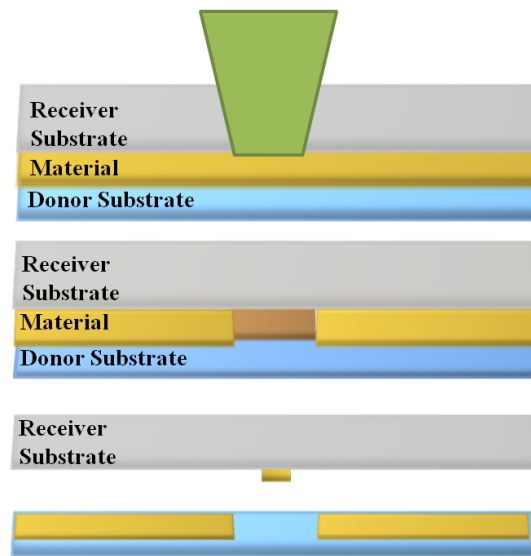 Receiver
Substrate
Material
Donor Substrate
Receiver
Substrate
Material
Donor Substrate
Receiver
Substrate